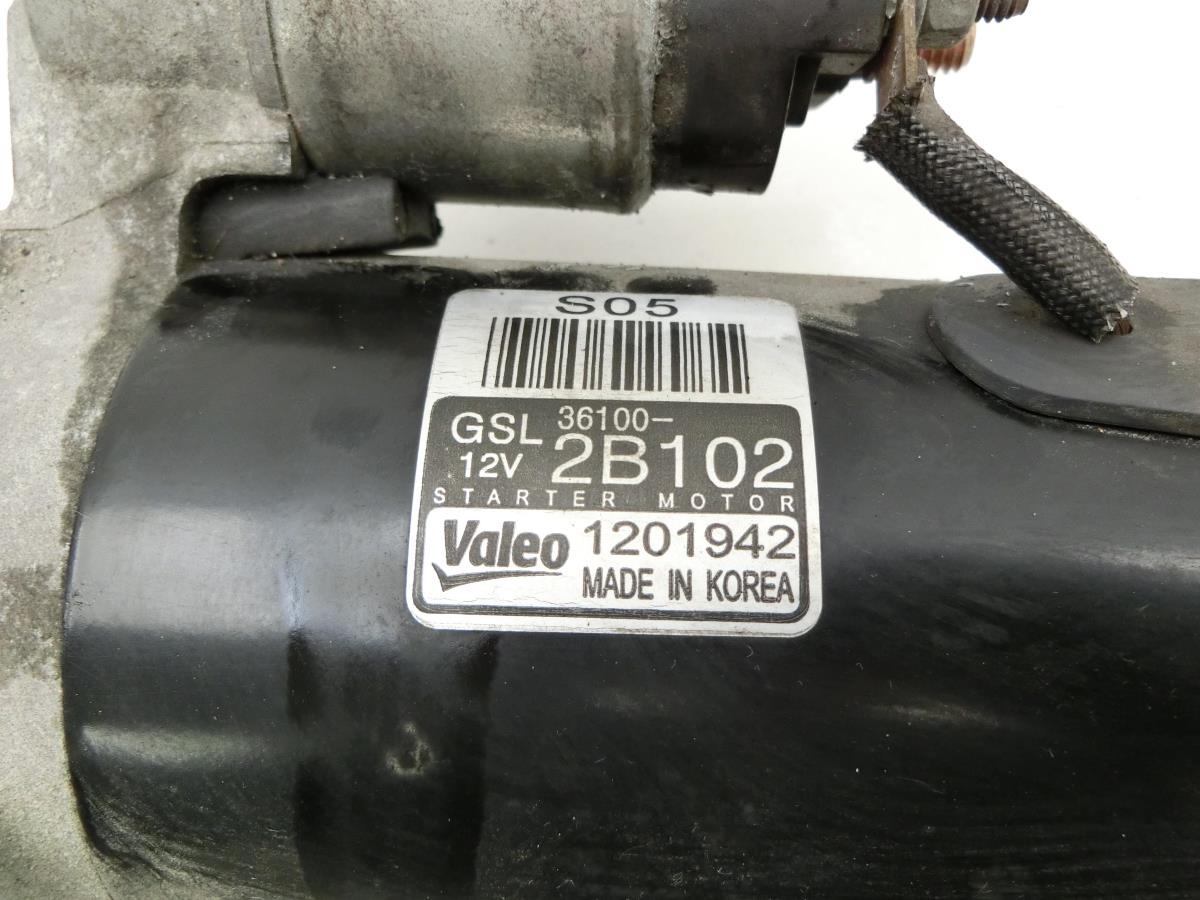 S05
GSL 36100-
12V 2B102
STARTER MOTOR
Valeo 1201942
MADE IN KOREA